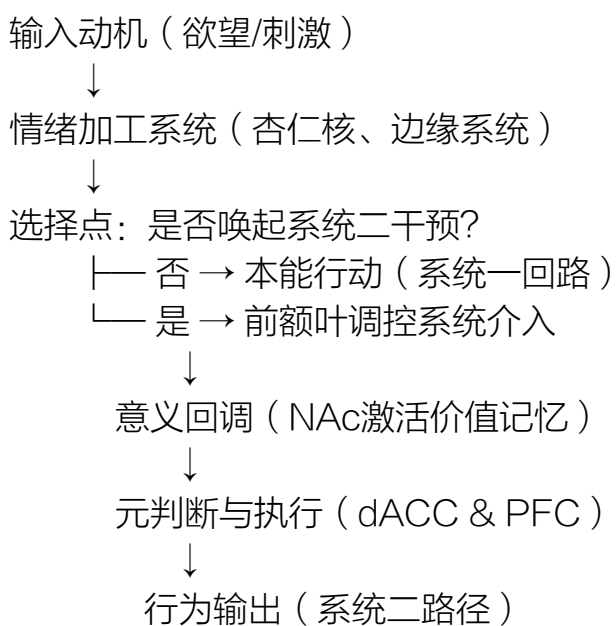 输入动机（欲望/刺激）
↓
情绪加工系统（杏仁核、边缘系统）
↓
选择点：是否唤起系统二干预?
├── 否 → 本能行动（系统一回路）
└── 是 → 前额叶调控系统介入
↓
意义回调（NAc激活价值记忆）
↓
元判断与执行（dACC & PFC）
↓
行为输出（系统二路径）